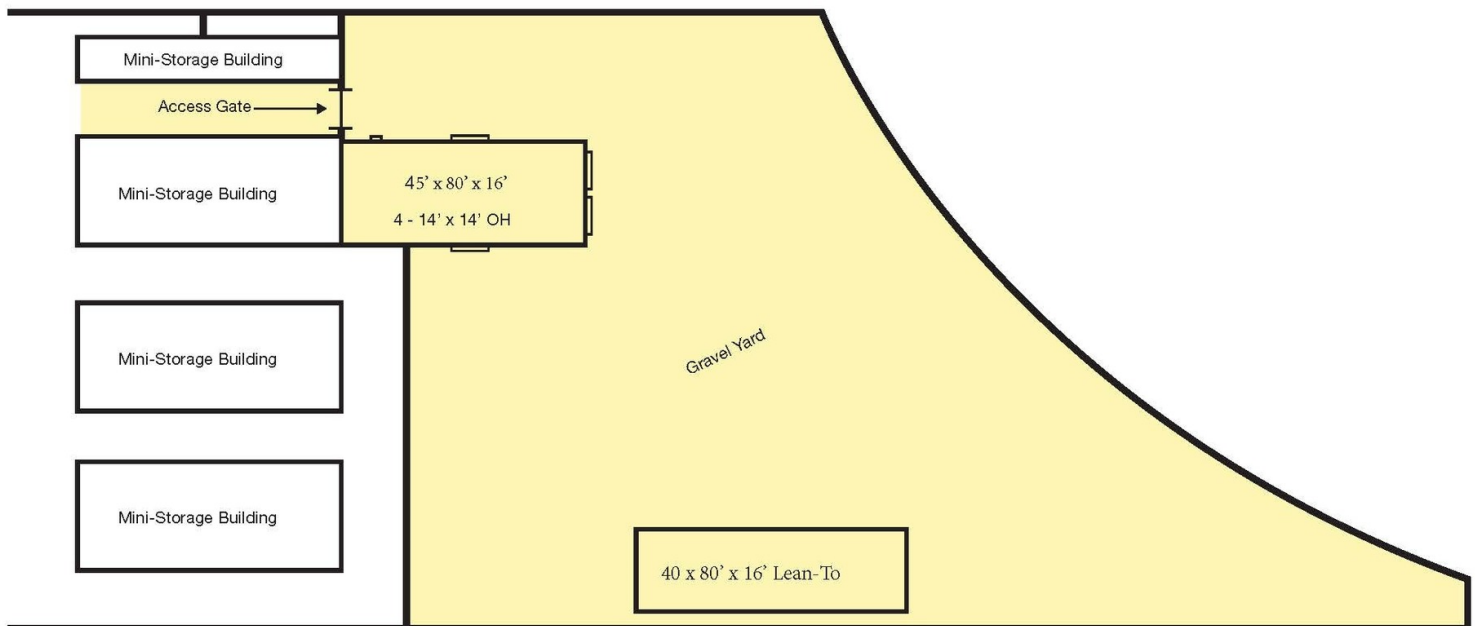 Mini-Storage Building
Access Gate
Mini-Storage Building
45’ x 80’ x 16’
4 - 14’ x 14’ OH
Mini-Storage Building
Gravel Yard
Mini-Storage Building
40 x 80’ x 16’ Lean-To